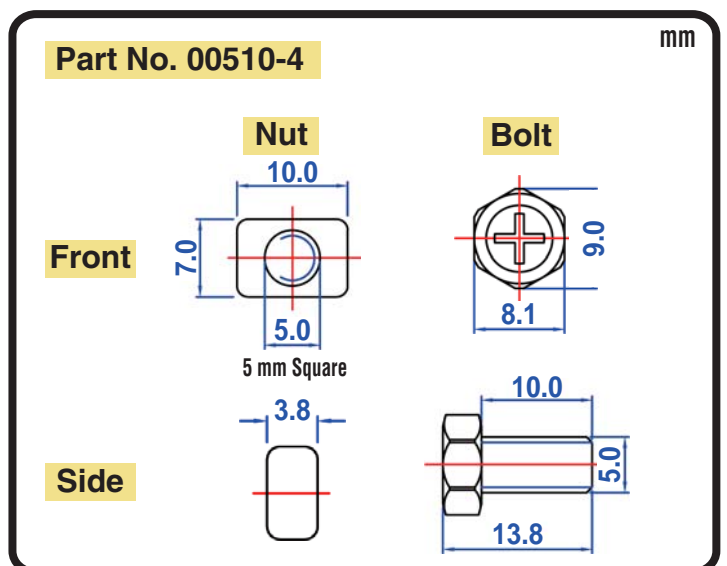 mm
Part No. 00510-4
Nut
Bolt
10.0
Front
7.0
9.0
5.0
8.1
5 mm Square
3.8
10.0
Side
5.0
13.8